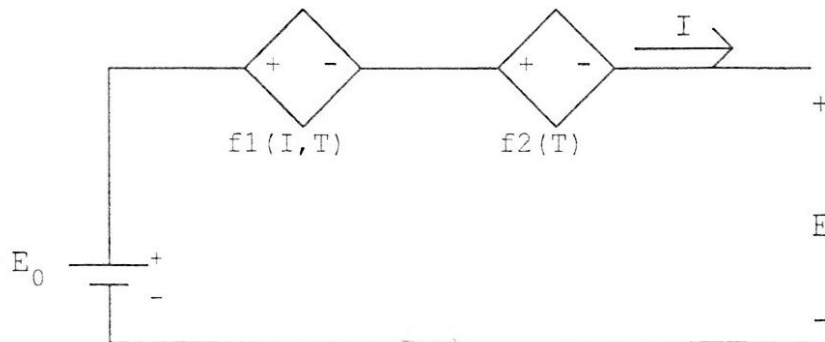 I
+ -
+ -
f1(I,T)
f2(T)
+
E
-
E0
+
-